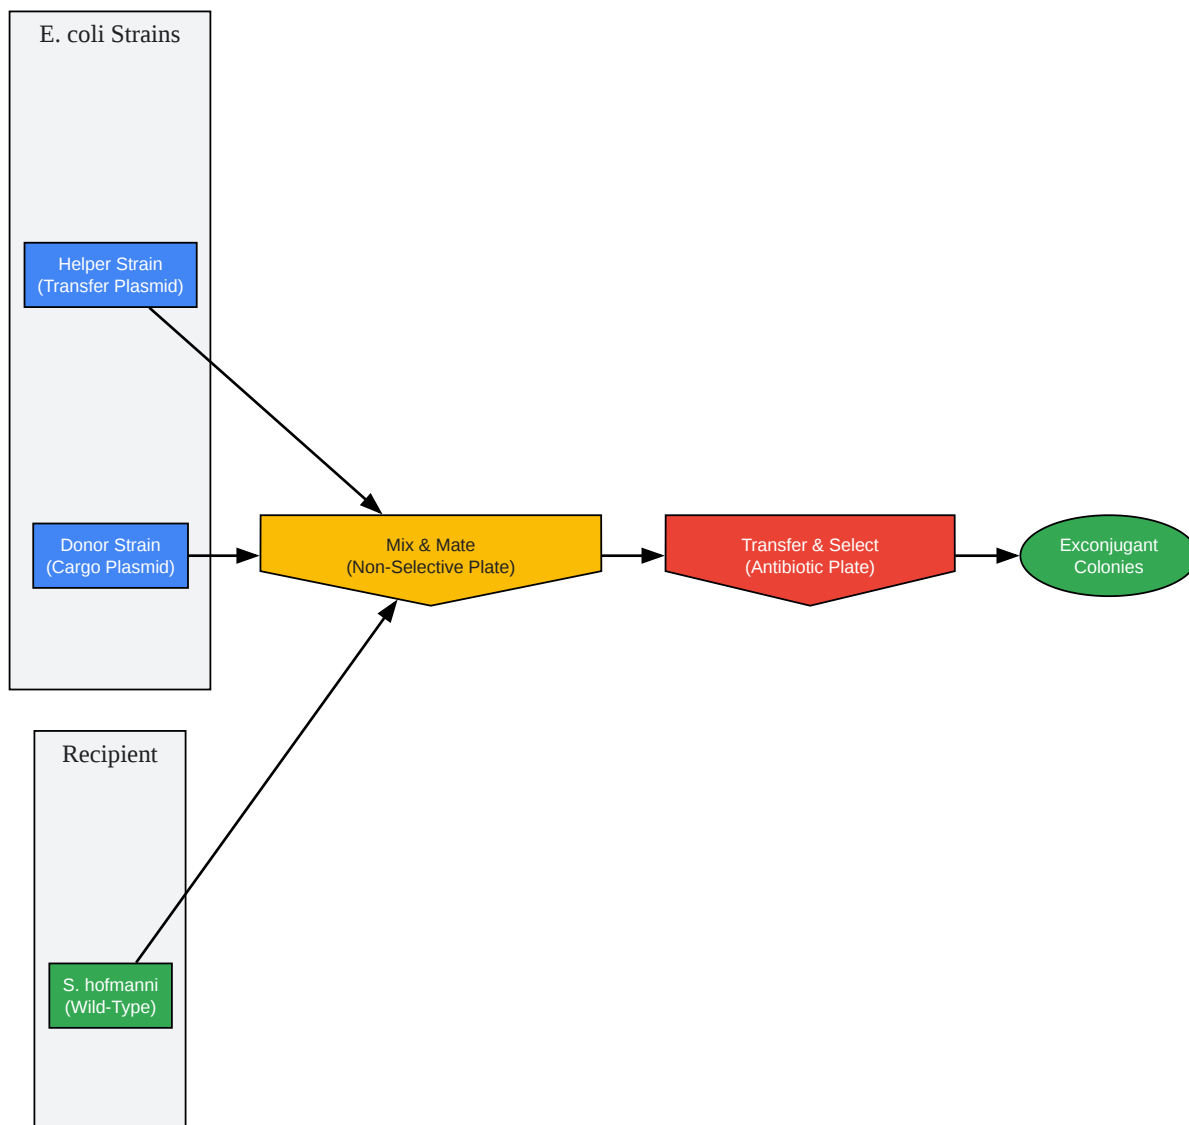 E. coli Strains
Helper Strain
(Transfer Plasmid)
Donor Strain
(Cargo Plasmid)
Mix & Mate
(Non-Selective Plate)
Transfer & Select
(Antibiotic Plate)
Exconjugant
Colonies
Recipient
S. hofmanni
(Wild-Type)